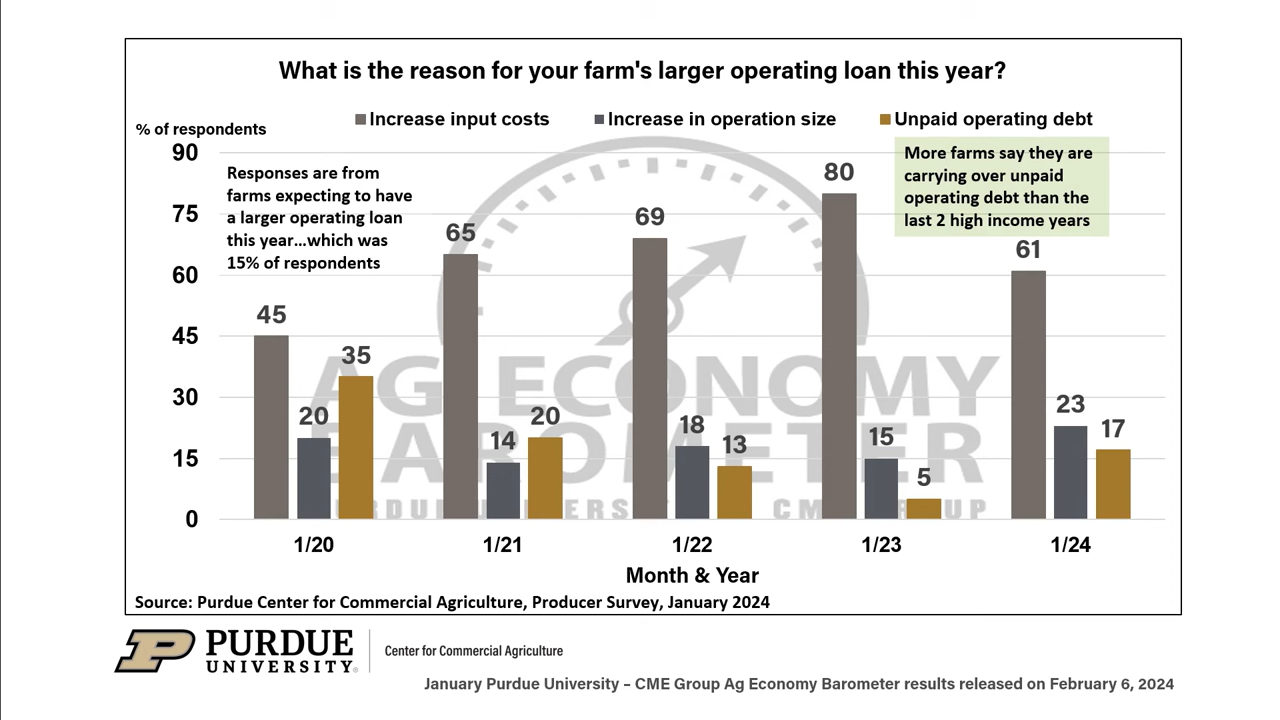 What is the reason for your farm's larger operating loan this year?
Increase input costs
Increase in operation size
Unpaid operating debt
% of respondents
90
75
60
45
30
15
0
Responses are from
farms expecting to have
a larger operating loan
this year...which was
15% of respondents
More farms say they are
carrying over unpaid
operating debt than the
last 2 high income years
45
20
35
65
14
20
69
18
13
80
15
5
61
23
17
AG ECONOMY
BAROMETER
1/20
1/21
1/22
1/23
1/24
Month & Year
Source: Purdue Center for Commercial Agriculture, Producer Survey, January 2024
PURDUE
UNIVERSITY®
Center for Commercial Agriculture
January Purdue University – CME Group Ag Economy Barometer results released on February 6, 2024